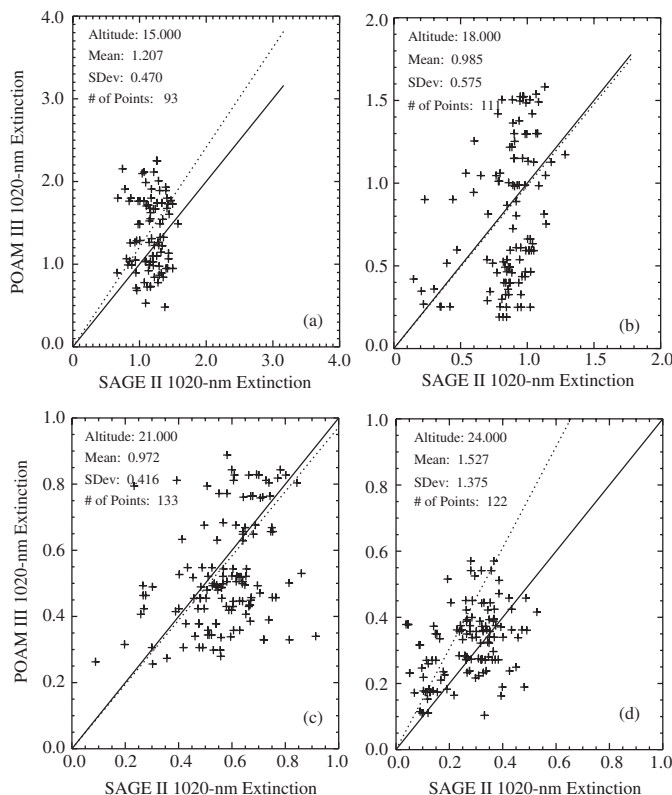 4.0
Altitude: 15.000
Mean: 1.207
SDev: 0.470
# of Points: 93
3.0
2.0
1.0
0.0
0.0 1.0 2.0 3.0 4.0
(a)
SAGE II 1020-nm Extinction
POAM III 1020-nm Extinction
2.0
Altitude: 18.000
Mean: 0.985
SDev: 0.575
# of Points: 111
1.5
1.0
0.5
0.0
0.0 0.5 1.0 1.5 2.0
(b)
SAGE II 1020-nm Extinction
1.0
Altitude: 21.000
Mean: 0.972
SDev: 0.416
# of Points: 133
0.8
0.6
0.4
0.2
0.0
0.0 0.2 0.4 0.6 0.8 1.0
(c)
SAGE II 1020-nm Extinction
POAM III 1020-nm Extinction
1.0
Altitude: 24.000
Mean: 1.527
SDev: 1.375
# of Points: 122
0.8
0.6
0.4
0.2
0.0
0.0 0.2 0.4 0.6 0.8 1.0
(d)
SAGE II 1020-nm Extinction